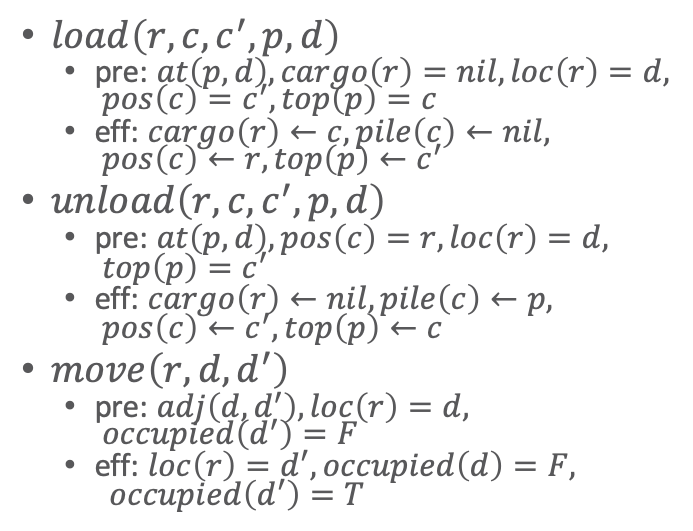 • load(r, c, c′, p, d)
• pre: at(p, d), cargo(r) = nil, loc(r) = d,
pos(c) = c′, top(p) = c
• eff: cargo(r) ← c, pile(c) ← nil,
pos(c) ← r, top(p) ← c′
• unload(r, c, c′, p, d)
• pre: at(p, d), pos(c) = r, loc(r) = d,
top(p) = c′
• eff: cargo(r) ← nil, pile(c) ← p,
pos(c) ← c′, top(p) ← c
• move(r, d, d′)
• pre: adj(d, d′), loc(r) = d,
occupied(d′) = F
• eff: loc(r) = d′, occupied(d) = F,
occupied(d′) = T